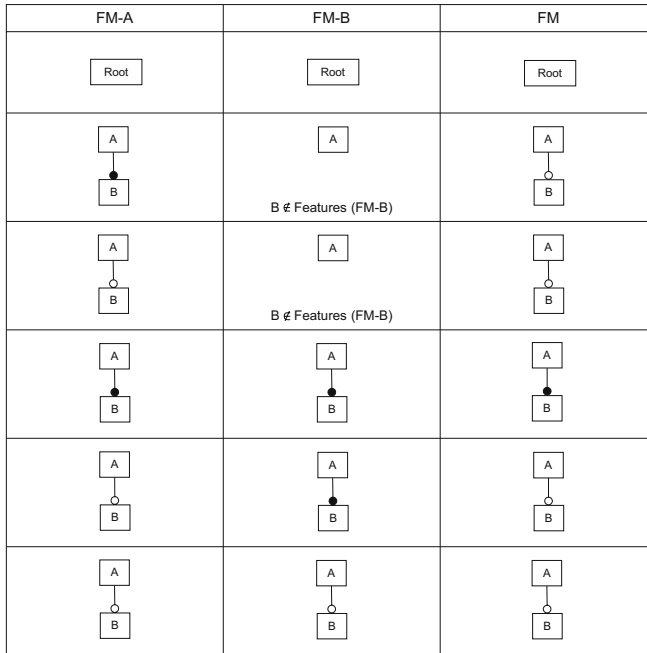 FM-A FM-B FM
Root Root Root
A A A
B B
B ∉ Features (FM-B)
A A A
B B
B ∉ Features (FM-B)
A A A
B B B
A A A
B B B
A A A
B B B